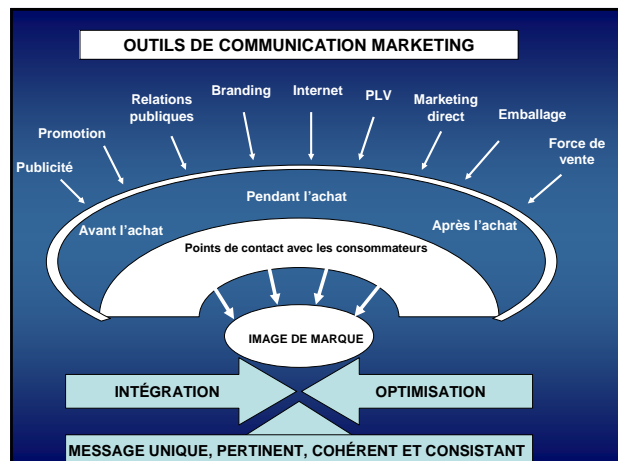 OUTILS DE COMMUNICATION MARKETING
Publicité
Promotion
Relations
publiques
Branding
Internet
PLV
Marketing
direct
Emballage
Force de
vente
Avant l'achat
Pendant l'achat
Après l'achat
Points de contact avec les consommateurs
IMAGE DE MARQUE
INTÉGRATION
OPTIMISATION
MESSAGE UNIQUE, PERTINENT, COHÉRENT ET CONSISTANT